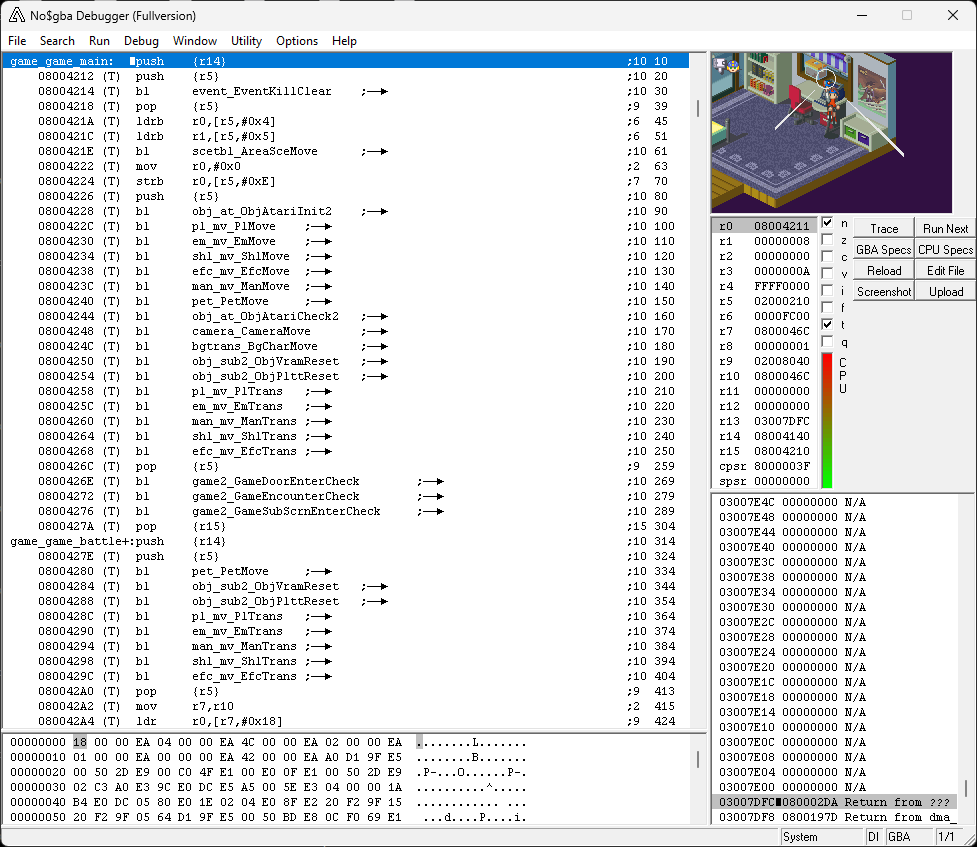 No$gba Debugger (Fullversion)
File Search Run Debug Window Utility Options Help
game_game_main: push {r14} ;10 10
08004212 (T) push {r5} ;10 20
08004214 (T) bl event_EventKillClear ;→ ;10 30
08004218 (T) pop {r5} ;9 39
0800421A (T) ldrb r0,[r5,#0x4] ;6 45
0800421C (T) ldrb r1,[r5,#0x5] ;6 51
0800421E (T) bl scetbl_AreaSceMove ;→ ;10 61
08004222 (T) mov r0,#0x0 ;2 63
08004224 (T) strb r0,[r5,#0xE] ;7 70
08004226 (T) push {r5} ;10 80
08004228 (T) bl obj_at_ObjAtariInit2 ;→ ;10 90
0800422C (T) bl pl_mv_PlMove ;→ ;10 100
08004230 (T) bl em_mv_EmMove ;→ ;10 110
08004234 (T) bl shl_mv_ShlMove ;→ ;10 120
08004238 (T) bl efc_mv_EfcMove ;→ ;10 130
0800423C (T) bl man_mv_ManMove ;→ ;10 140
08004240 (T) bl pet_PetMove ;→ ;10 150
08004244 (T) bl obj_at_ObjAtariCheck2 ;→ ;10 160
08004248 (T) bl camera_CameraMove ;→ ;10 170
0800424C (T) bl bgtrans_BgCharMove ;→ ;10 180
08004250 (T) bl obj_sub2_ObjVramReset ;→ ;10 190
08004254 (T) bl obj_sub2_ObjPlttReset ;→ ;10 200
08004258 (T) bl pl_mv_PlTrans ;→ ;10 210
0800425C (T) bl em_mv_EmTrans ;→ ;10 220
08004260 (T) bl man_mv_ManTrans ;→ ;10 230
08004264 (T) bl shl_mv_ShlTrans ;→ ;10 240
08004268 (T) bl efc_mv_EfcTrans ;→ ;10 250
0800426C (T) pop {r5} ;9 259
0800426E (T) bl game2_GameDoorEnterCheck ;→ ;10 269
08004272 (T) bl game2_GameEncounterCheck ;→ ;10 279
08004276 (T) bl game2_GameSubScrnEnterCheck ;→ ;10 289
0800427A (T) pop {r15} ;15 304
game_game_battle+:push {r14} ;10 314
0800427E (T) push {r5} ;10 324
08004280 (T) bl pet_PetMove ;→ ;10 334
08004284 (T) bl obj_sub2_ObjVramReset ;→ ;10 344
08004288 (T) bl obj_sub2_ObjPlttReset ;→ ;10 354
0800428C (T) bl pl_mv_PlTrans ;→ ;10 364
08004290 (T) bl em_mv_EmTrans ;→ ;10 374
08004294 (T) bl man_mv_ManTrans ;→ ;10 384
08004298 (T) bl shl_mv_ShlTrans ;→ ;10 394
0800429C (T) bl efc_mv_EfcTrans ;→ ;10 404
080042A0 (T) pop {r5} ;9 413
080042A2 (T) mov r7,r10 ;2 415
080042A4 (T) ldr r0,[r7,#0x18] ;9 424
00000000 18 00 00 EA 04 00 00 EA 4C 00 00 EA 02 00 00 EA ........L.......
00000010 01 00 00 EA 00 00 00 EA 42 00 00 EA A0 D1 9F E5 ........B.......
00000020 00 50 2D E9 00 C0 4F E1 00 E0 0F E1 00 50 2D E9 .P-...O......P-.
00000030 02 C3 A0 E3 9C E0 DC E5 A5 00 5E E3 04 00 00 1A ..........^.....
00000040 B4 E0 DC 05 80 E0 1E 02 04 E0 8F E2 20 F2 9F 15 ............ ...
00000050 20 F2 9F 05 64 D1 9F E5 00 50 BD E8 0C F0 69 E1 ...d....P....i.
r0 08004211
r1 00000008
r2 00000000
r3 0000000A
r4 FFFF0000
r5 02000210
r6 0000FC00
r7 0800046C
r8 00000001
r9 02008040
r10 0800046C
r11 00000000
r12 00000000
r13 03007DFC
r14 08004140
r15 08004210
cpsr 8000003F
spsr 00000000
n
z
c
v
i
f
t
q
C
P
U
Trace Run Next
GBA Specs CPU Specs
Reload Edit File
Screenshot Upload
03007E4C 00000000 N/A
03007E48 00000000 N/A
03007E44 00000000 N/A
03007E40 00000000 N/A
03007E3C 00000000 N/A
03007E38 00000000 N/A
03007E34 00000000 N/A
03007E30 00000000 N/A
03007E2C 00000000 N/A
03007E28 00000000 N/A
03007E24 00000000 N/A
03007E20 00000000 N/A
03007E1C 00000000 N/A
03007E18 00000000 N/A
03007E14 00000000 N/A
03007E10 00000000 N/A
03007E0C 00000000 N/A
03007E08 00000000 N/A
03007E04 00000000 N/A
03007E00 00000000 N/A
03007DFC 080002DA Return from ???
03007DF8 0800197D Return from dma_
System DI GBA 1/1